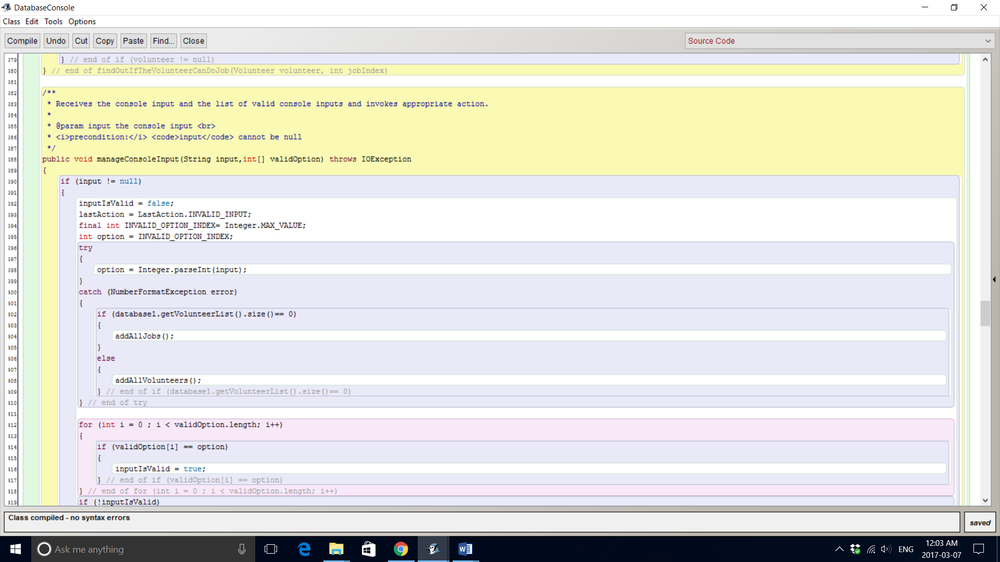 DatabaseConsole
Class Edit Tools Options
Compile Undo Cut Copy Paste Find... Close Source Code
379 } // end of if (volunteer != null)
380 } // end of findOutIfTheVolunteerCanDoJob(Volunteer volunteer, int jobIndex)
381
382 /**
383 * Receives the console input and the list of valid console inputs and invokes appropriate action.
384 *
385 * @param input the console input <br>
386 * <i>precondition:</i> <code>input</code> cannot be null
387 */
388 public void manageConsoleInput(String input,int[] validOption) throws IOException
389 {
390 if (input != null)
391 {
392 inputIsValid = false;
393 lastAction = LastAction.INVALID_INPUT;
394 final int INVALID_OPTION_INDEX= Integer.MAX_VALUE;
395 int option = INVALID_OPTION_INDEX;
396 try
397 {
398 option = Integer.parseInt(input);
399 }
400 catch (NumberFormatException error)
401 {
402 if (database1.getVolunteerList().size()== 0)
403 {
404 addAllJobs();
405 }
406 else
407 {
408 addAllVolunteers();
409 } // end of if (database1.getVolunteerList().size()== 0)
410 } // end of try
411
412 for (int i = 0 ; i < validOption.length; i++)
413 {
414 if (validOption[i] == option)
415 {
416 inputIsValid = true;
417 } // end of if (validOption[i] == option)
418 } // end of for (int i = 0 ; i < validOption.length; i++)
419 if (!inputIsValid)
Class compiled - no syntax errors
saved
Ask me anything
ENG
12:03 AM
2017-03-07